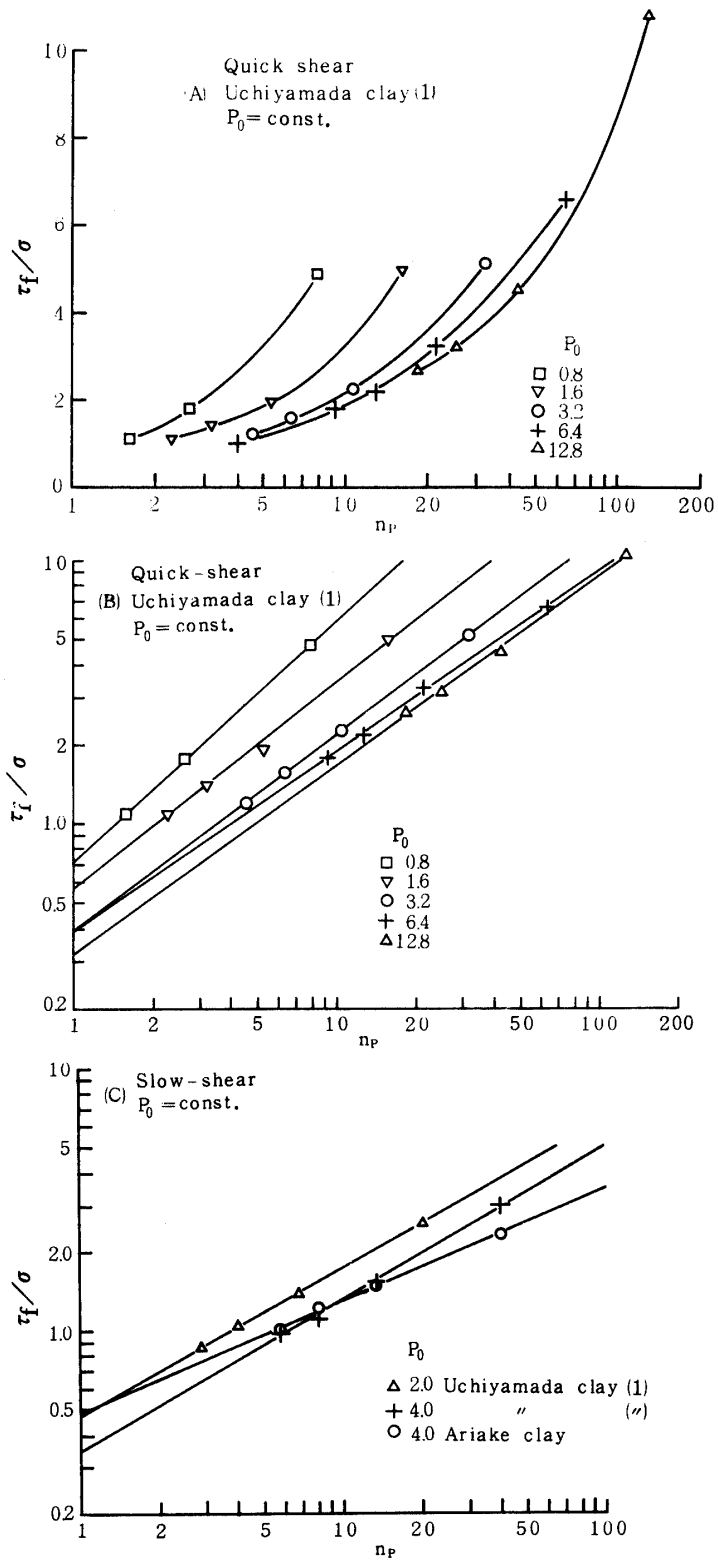 10
8
6
4
2
0
τf/σ
Quick shear
(A) Uchiyamada clay (1)
P0 = const.
P0
□ 0.8
▽ 1.6
○ 3.2
+ 6.4
△ 12.8
1 2 5 10 20 50 100 200
nP
10
5
2
1.0
0.5
0.2
τf/σ
Quick-shear
(B) Uchiyamada clay (1)
P0 = const.
P0
□ 0.8
▽ 1.6
○ 3.2
+ 6.4
△ 12.8
1 2 5 10 20 50 100 200
nP
10
5
2.0
1.0
0.5
0.2
τf/σ
Slow-shear
(C) P0 = const.
P0
△ 2.0 Uchiyamada clay (1)
+ 4.0 〃 (〃)
○ 4.0 Ariake clay
1 2 5 10 20 50 100
nP